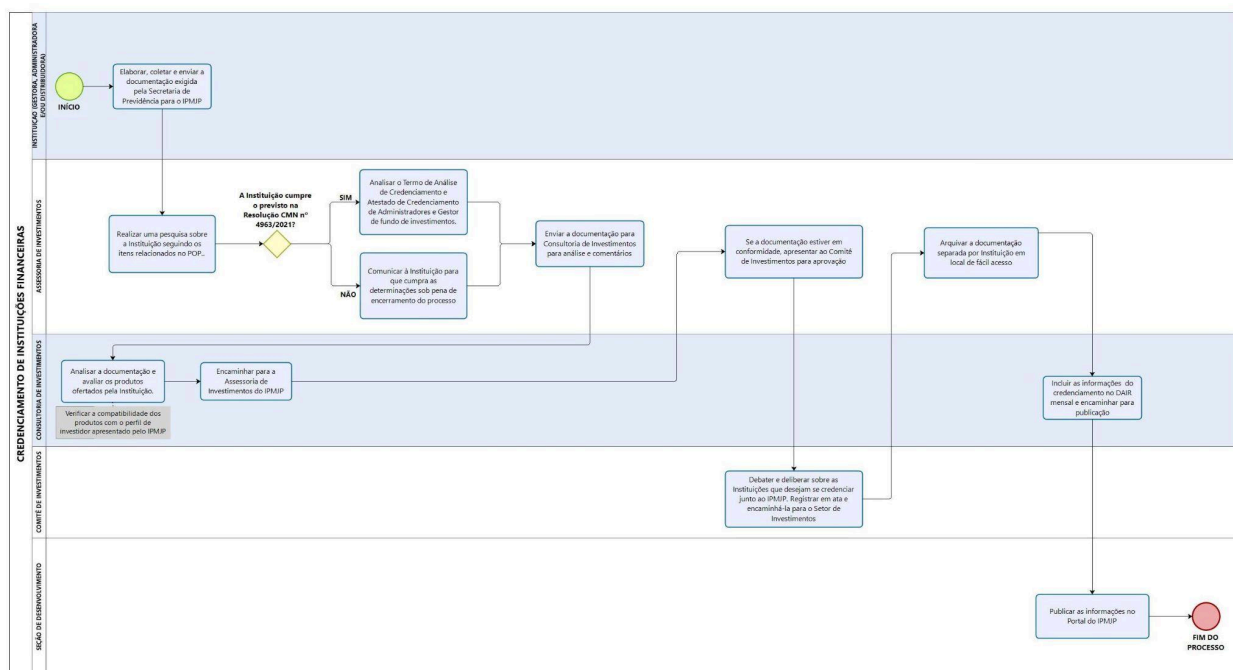 CREDENCIAMENTO DE INSTITUIÇÕES FINANCEIRAS
INSTITUIÇÃO (GESTORA, ADMINISTRADORA
E/OU DISTRIBUIDORA)
INÍCIO
Elaborar, coletar e enviar a
documentação exigida
pela Secretaria de
Previdência para o IPMJP
ASSESSORIA DE INVESTIMENTOS
Realizar uma pesquisa sobre
a Instituição seguindo os
itens relacionados no POP..
A Instituição cumpre
o previsto na
Resolução CMN nº
4963/2021?
SIM
Analisar o Termo de Análise
de Credenciamento e
Atestado de Credenciamento
de Administradores e Gestor
de fundo de investimentos.
NÃO
Comunicar à Instituição para
que cumpra as
determinações sob pena de
encerramento do processo
Enviar a documentação para
Consultoria de Investimentos
para análise e comentários
Se a documentação estiver em
conformidade, apresentar ao Comitê
de Investimentos para aprovação
Arquivar a documentação
separada por Instituição em
local de fácil acesso
CONSULTORIA DE INVESTIMENTOS
Analisar a documentação e
avaliar os produtos
ofertados pela Instituição.
Verificar a compatibilidade dos
produtos com o perfil de
investidor apresentado pelo IPMJP
Encaminhar para a
Assessoria de
Investimentos do IPMJP
Incluir as informações do
credenciamento no DAIR
mensal e encaminhar para
publicação
COMITÊ DE INVESTIMENTOS
Debater e deliberar sobre as
Instituições que desejam se credenciar
junto ao IPMJP. Registrar em ata e
encaminhá-la para o Setor de
Investimentos
SEÇÃO DE DESENVOLVIMENTO
Publicar as informações no
Portal do IPMJP
FIM DO
PROCESSO